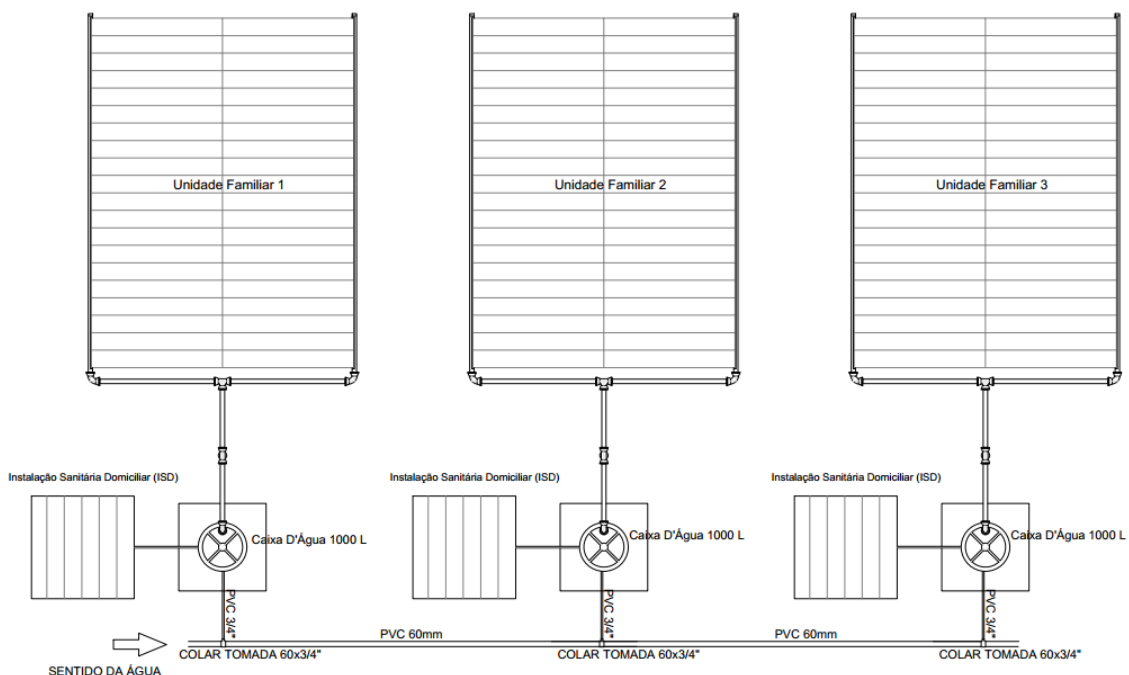 Unidade Familiar 1
Unidade Familiar 2
Unidade Familiar 3
Instalação Sanitária Domiciliar (ISD)
Instalação Sanitária Domiciliar (ISD)
Instalação Sanitária Domiciliar (ISD)
Caixa D'Água 1000 L
Caixa D'Água 1000 L
Caixa D'Água 1000 L
PVC 3/4"
PVC 3/4"
PVC 3/4"
PVC 60mm
PVC 60mm
COLAR TOMADA 60x3/4"
COLAR TOMADA 60x3/4"
COLAR TOMADA 60x3/4"
SENTIDO DA ÁGUA